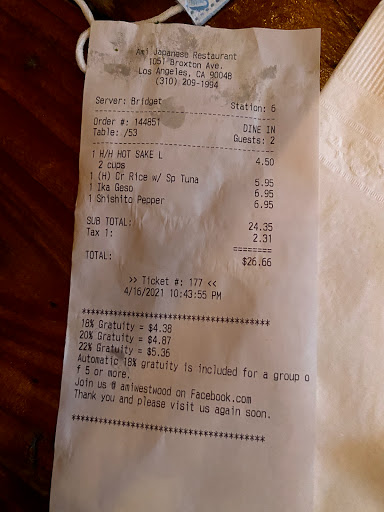 Ami Japanese Restaurant
1051 Broxton Ave.
Los Angeles, CA 90048
(310) 209-1994
Server: Bridget Station: 6
Order #: 144851 DINE IN
Table: /53 Guests: 2
1 H/H HOT SAKE L 4.50
2 cups
1 (H) Cr Rice w/ Sp Tuna 5.95
1 Ika Geso 6.95
1 Shishito Pepper 6.95
SUB TOTAL: 24.35
Tax 1: 2.31
========
TOTAL: $26.66
>> Ticket #: 177 <<
4/16/2021 10:43:55 PM
****************************************
18% Gratuity = $4.38
20% Gratuity = $4.87
22% Gratuity = $5.36
Automatic 18% gratuity is included for a group o
f 5 or more.
Join us @ amiwestwood on Facebook.com
Thank you and please visit us again soon.
****************************************